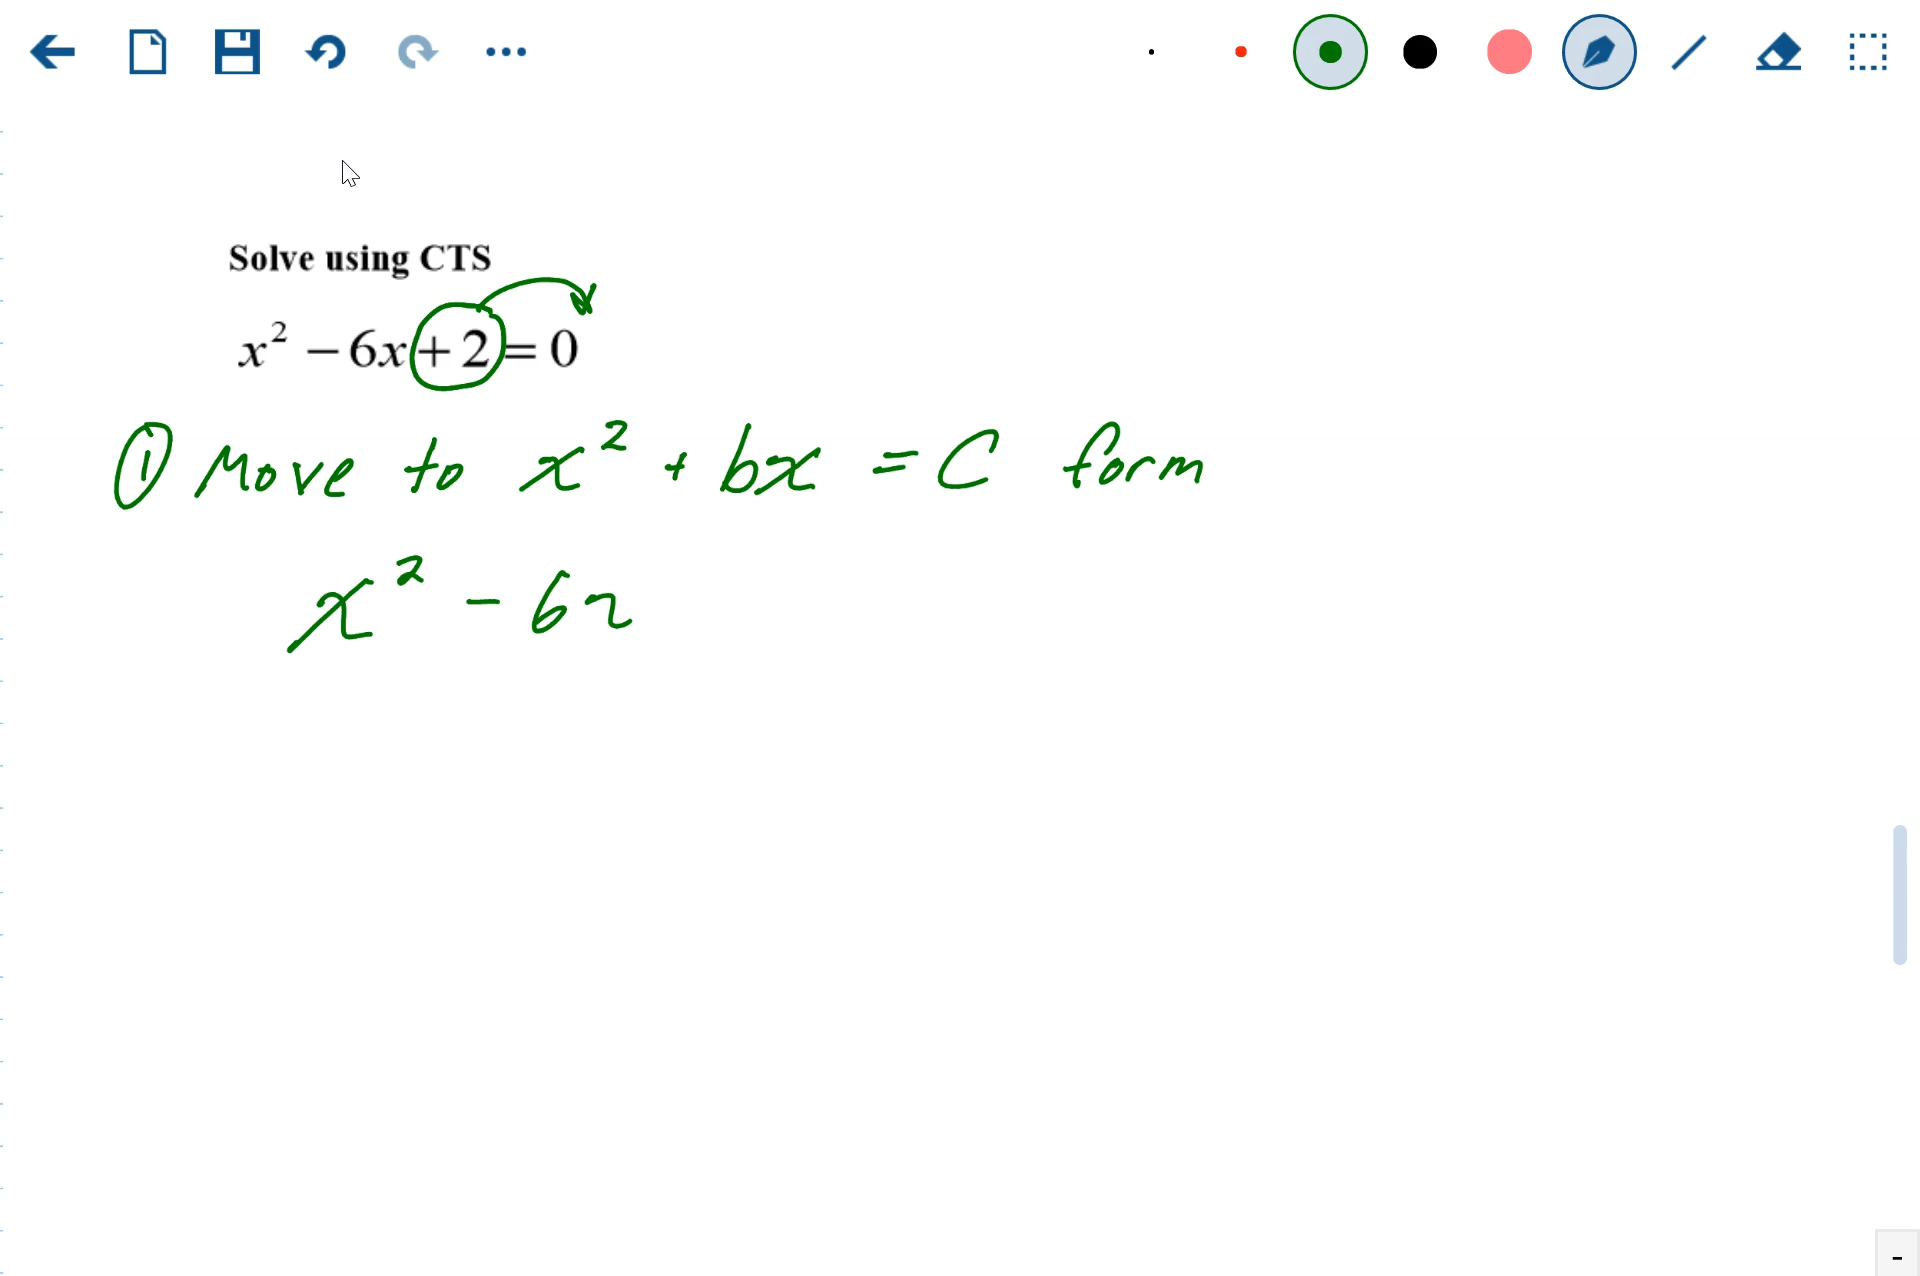 Solve using CTS
x² − 6x + 2 = 0
① Move to x² + bx = C form
x² − 6x